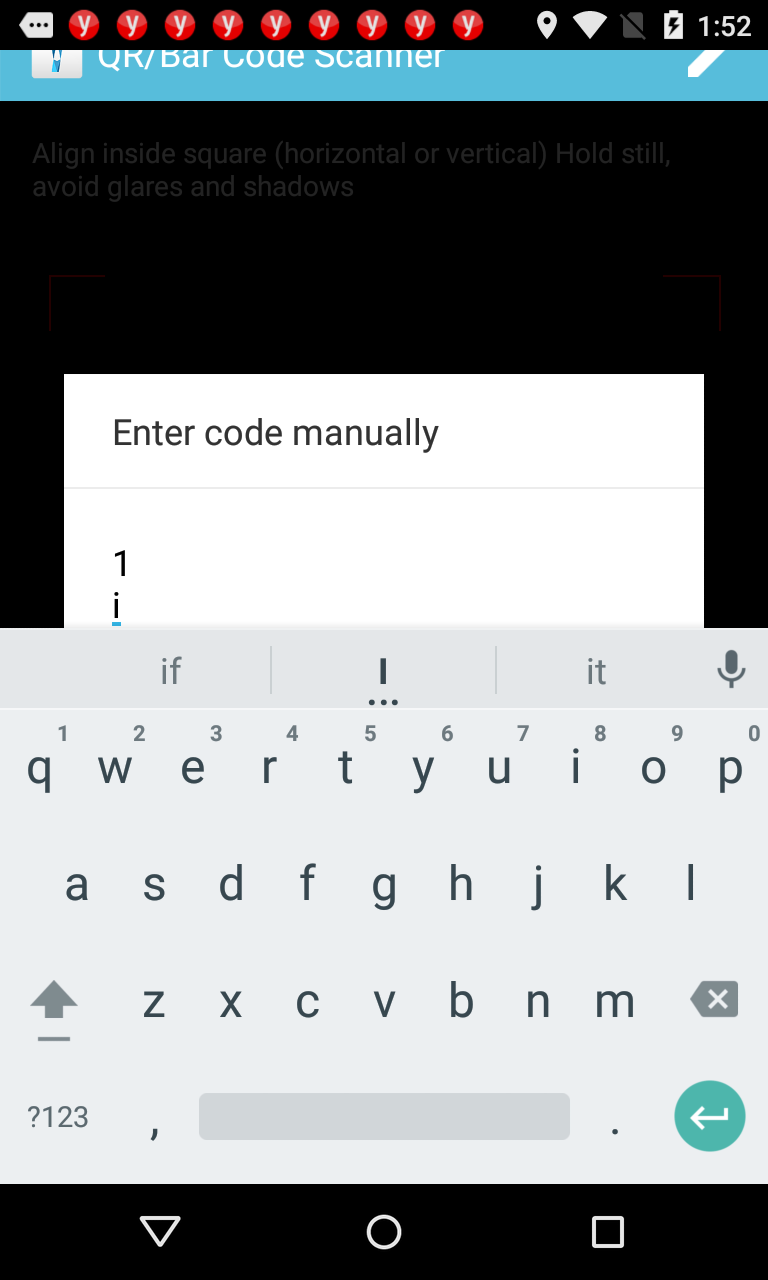 1:52
QR/Bar Code Scanner
Align inside square (horizontal or vertical) Hold still,
avoid glares and shadows
Enter code manually
1
i
if I it
1 2 3 4 5 6 7 8 9 0
q w e r t y u i o p
a s d f g h j k l
z x c v b n m
?123 , .